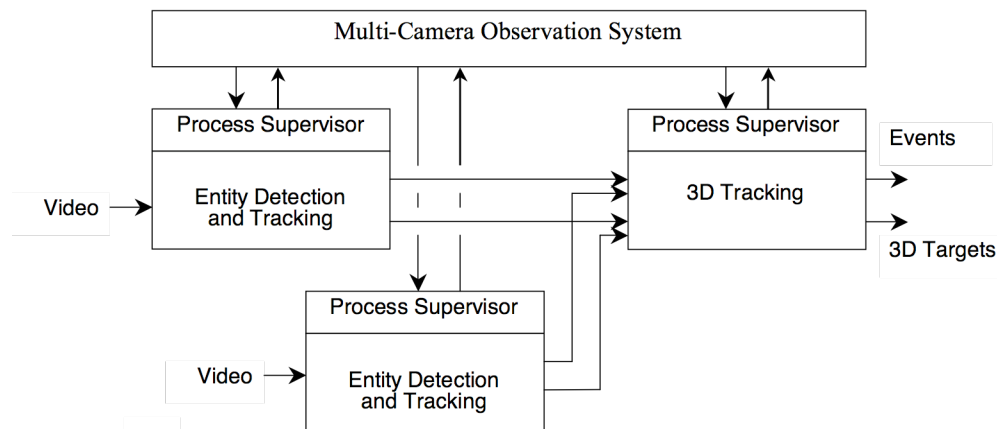 Multi-Camera Observation System
Process Supervisor
Process Supervisor
Events
Entity Detection
and Tracking
3D Tracking
Video
3D Targets
Process Supervisor
Video
Entity Detection
and Tracking